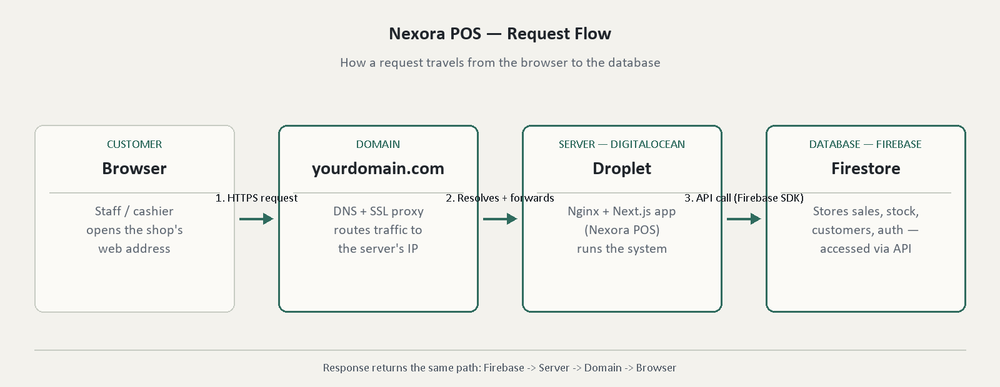 Nexora POS — Request Flow
How a request travels from the browser to the database
CUSTOMER
Browser
Staff / cashier
opens the shop's
web address
1. HTTPS request
DOMAIN
yourdomain.com
DNS + SSL proxy
routes traffic to
the server's IP
2. Resolves + forwards
SERVER — DIGITALOCEAN
Droplet
Nginx + Next.js app
(Nexora POS)
runs the system
3. API call (Firebase SDK)
DATABASE — FIREBASE
Firestore
Stores sales, stock,
customers, auth —
accessed via API
Response returns the same path: Firebase -> Server -> Domain -> Browser